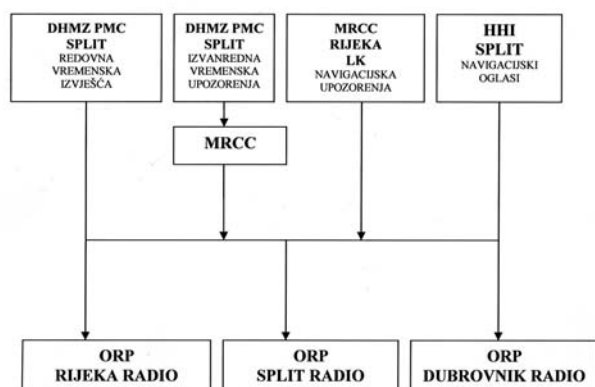 DHMZ PMC
SPLIT
REDOVNA
VREMENSKA
IZVJEŠĆA
DHMZ PMC
SPLIT
IZVANREDNA
VREMENSKA
UPOZORENJA
MRCC
RIJEKA
LK
NAVIGACIJSKA
UPOZORENJA
HHI
SPLIT
NAVIGACIJSKI
OGLASI
MRCC
ORP
RIJEKA RADIO
ORP
SPLIT RADIO
ORP
DUBROVNIK RADIO